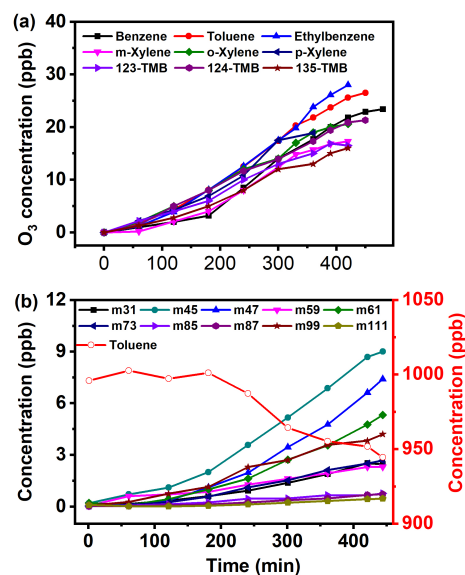 (a)
Benzene Toluene Ethylbenzene
m-Xylene o-Xylene p-Xylene
123-TMB 124-TMB 135-TMB
O3 concentration (ppb)
40
30
20
10
0
0 100 200 300 400
(b)
m31 m45 m47 m59 m61
m73 m85 m87 m99 m111
Toluene
Concentration (ppb)
12
9
6
3
0
1050
1000
950
900
Concentration (ppb)
0 100 200 300 400
Time (min)